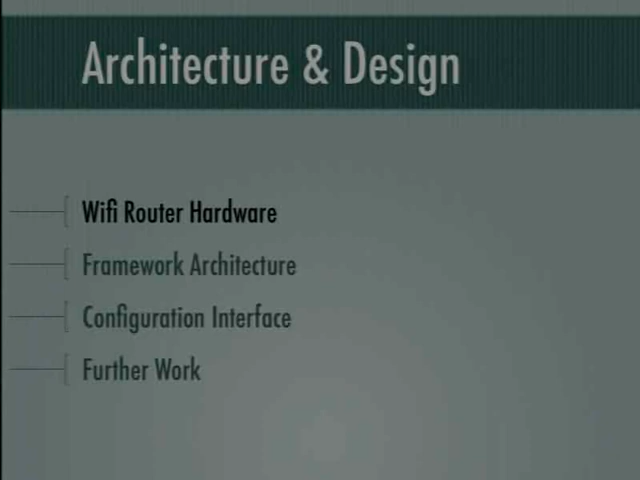 Architecture & Design
Wifi Router Hardware
Framework Architecture
Configuration Interface
Further Work